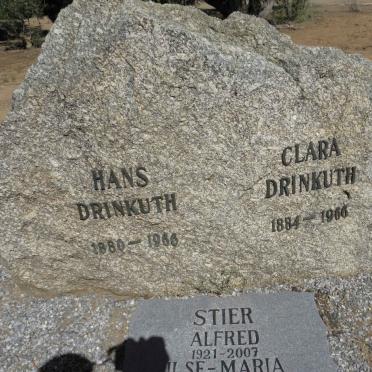 HANS
DRINKUTH
1880 - 1966
CLARA
DRINKUTH
1884 - 1966
STIER
ALFRED
1921-2007
ILSE-MARIA